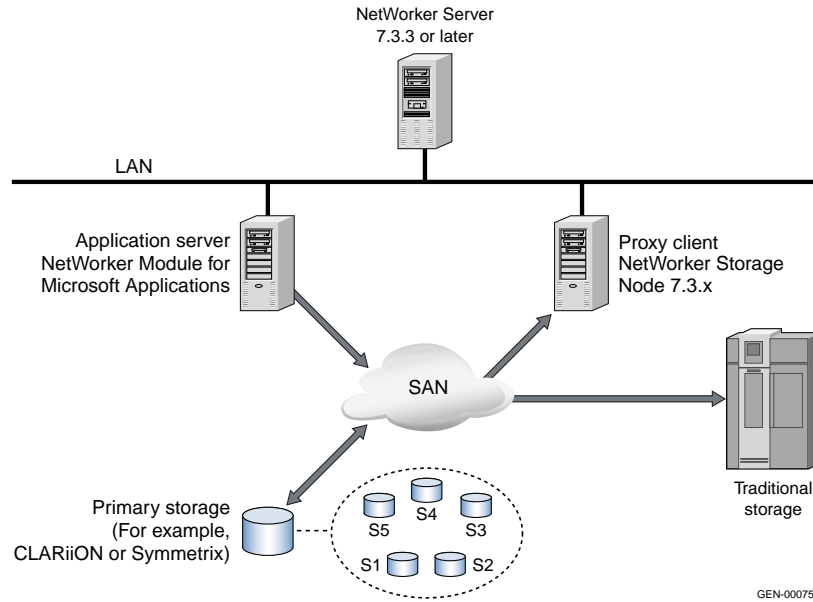 NetWorker Server
7.3.3 or later
LAN
Application server
NetWorker Module for
Microsoft Applications
Proxy client
NetWorker Storage
Node 7.3.x
SAN
Primary storage
(For example,
CLARiiON or Symmetrix)
S5
S4
S3
S1
S2
Traditional
storage
GEN-00075